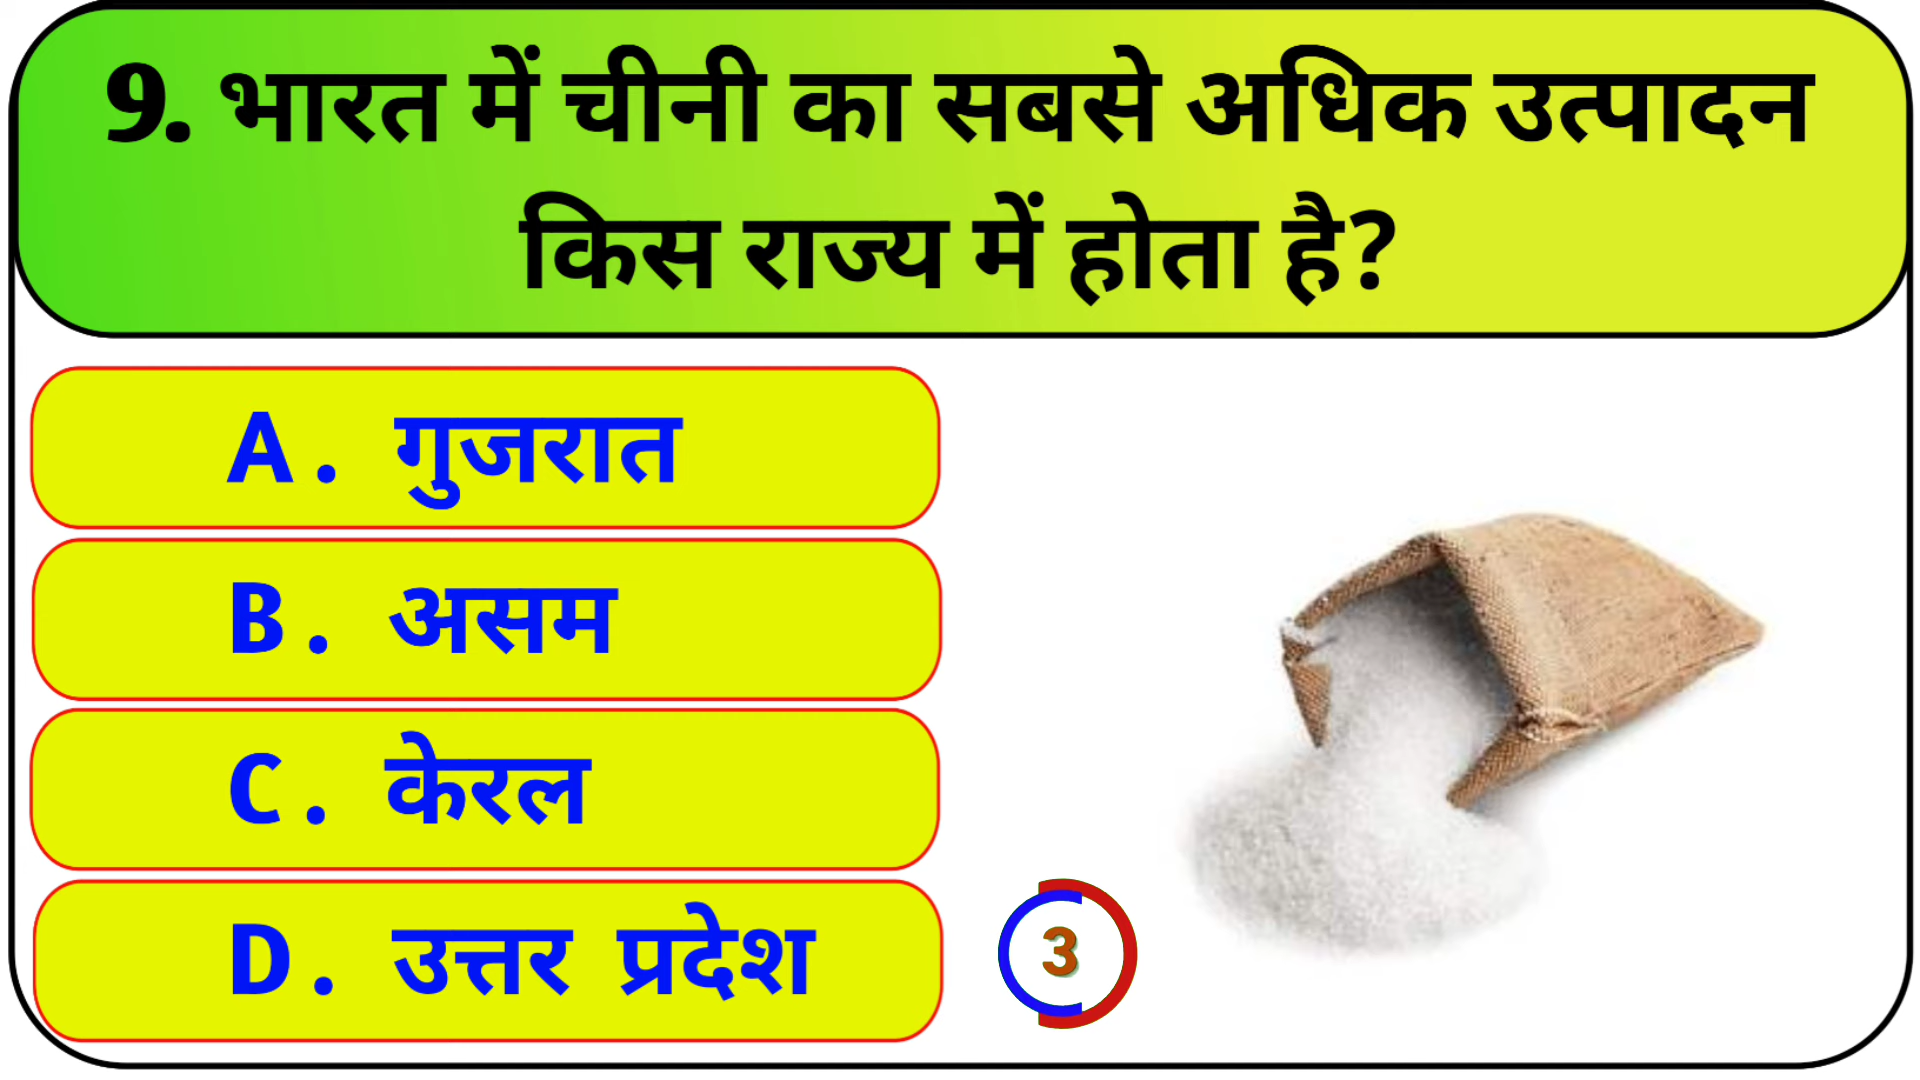 9. भारत में चीनी का सबसे अधिक उत्पादन
किस राज्य में होता है?
A. गुजरात
B. असम
C. केरल
D. उत्तर प्रदेश
3